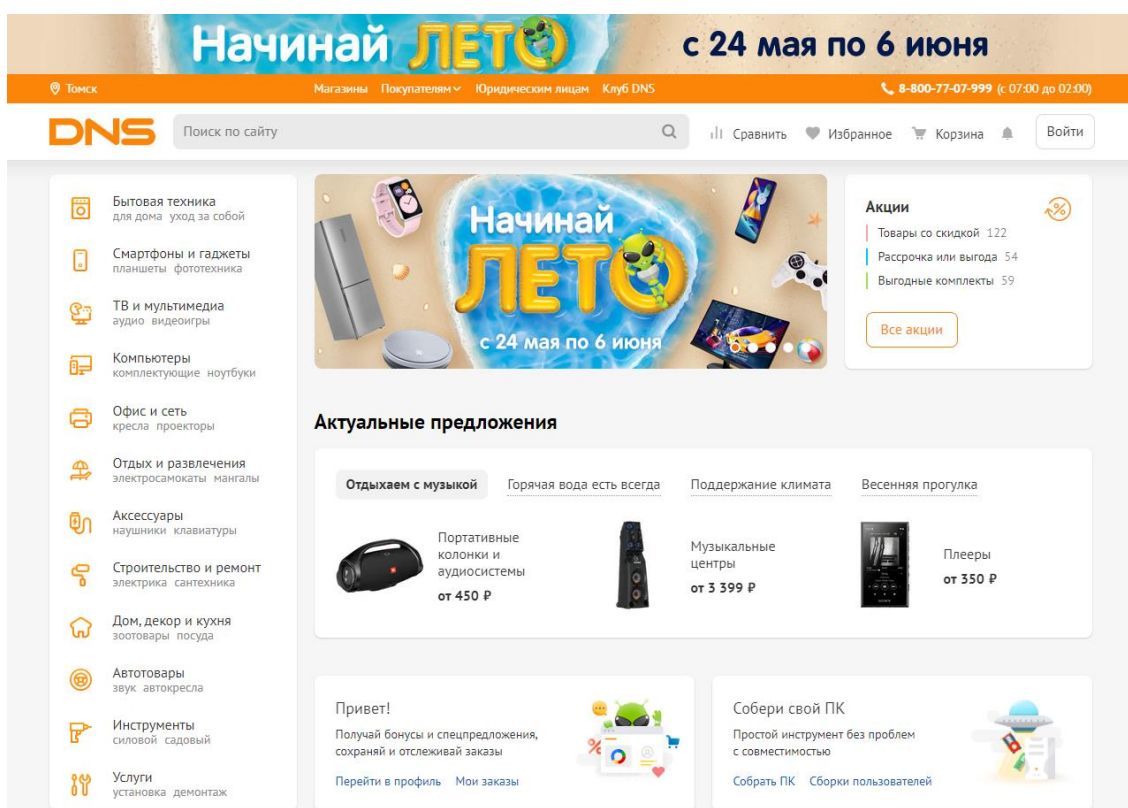 Начинай ЛЕТО с 24 мая по 6 июня
Томск Магазины Покупателям Юридическим лицам Клуб DNS 8-800-77-07-999 (с 07:00 до 02:00)
DNS Поиск по сайту Сравнить Избранное Корзина Войти
Бытовая техника
для дома уход за собой
Смартфоны и гаджеты
планшеты фототехника
ТВ и мультимедиа
аудио видеоигры
Компьютеры
комплектующие ноутбуки
Офис и сеть
кресла проекторы
Отдых и развлечения
электросамокаты мангалы
Аксессуары
наушники клавиатуры
Строительство и ремонт
электрика сантехника
Дом, декор и кухня
зоотовары посуда
Автотовары
звук автокресла
Инструменты
силовой садовый
Услуги
установка демонтаж
Начинай
ЛЕТО
с 24 мая по 6 июня
Акции
Товары со скидкой 122
Рассрочка или выгода 54
Выгодные комплекты 59
Все акции
Актуальные предложения
Отдыхаем с музыкой Горячая вода есть всегда Поддержание климата Весенняя прогулка
Портативные
колонки и
аудиосистемы
от 450 ₽
Музыкальные
центры
от 3 399 ₽
Плееры
от 350 ₽
Привет!
Получай бонусы и спецпредложения,
сохраняй и отслеживай заказы
Перейти в профиль Мои заказы
Собери свой ПК
Простой инструмент без проблем
с совместимостью
Собрать ПК Сборки пользователей